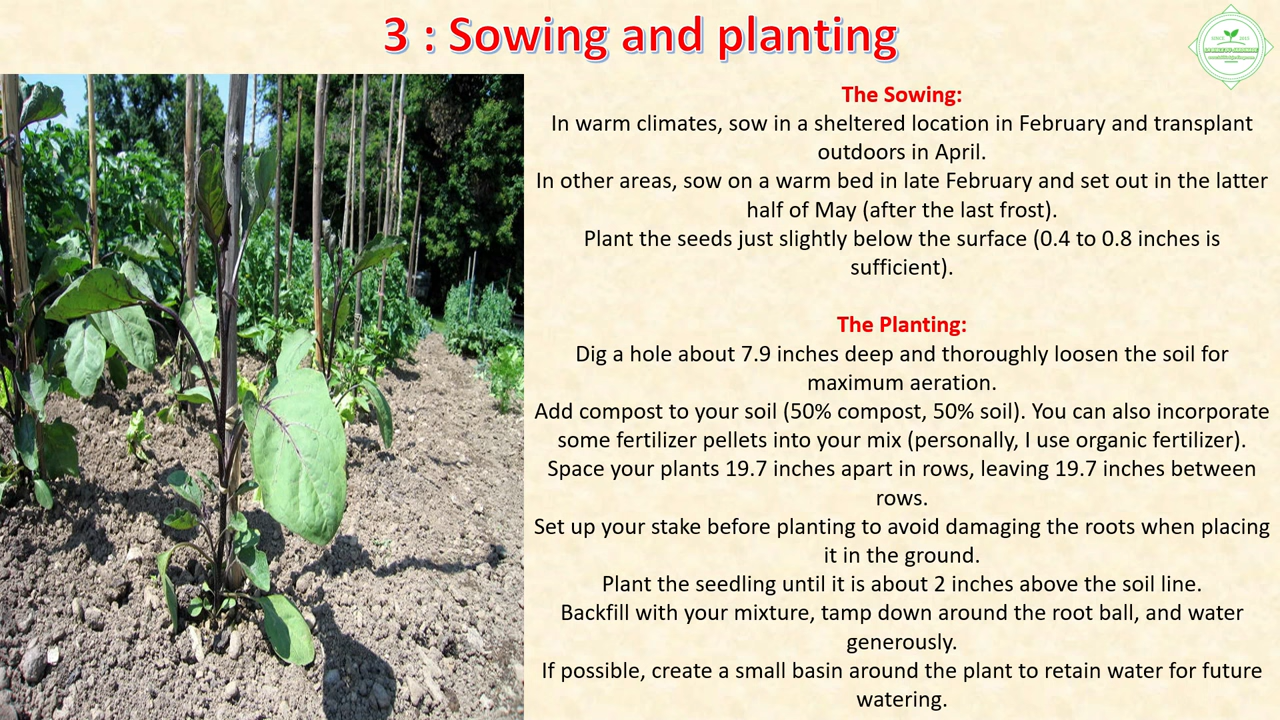 3 : Sowing and planting
SINCE 2023
The Sowing:
In warm climates, sow in a sheltered location in February and transplant
outdoors in April.
In other areas, sow on a warm bed in late February and set out in the latter
half of May (after the last frost).
Plant the seeds just slightly below the surface (0.4 to 0.8 inches is
sufficient).
The Planting:
Dig a hole about 7.9 inches deep and thoroughly loosen the soil for
maximum aeration.
Add compost to your soil (50% compost, 50% soil). You can also incorporate
some fertilizer pellets into your mix (personally, I use organic fertilizer).
Space your plants 19.7 inches apart in rows, leaving 19.7 inches between
rows.
Set up your stake before planting to avoid damaging the roots when placing
it in the ground.
Plant the seedling until it is about 2 inches above the soil line.
Backfill with your mixture, tamp down around the root ball, and water
generously.
If possible, create a small basin around the plant to retain water for future
watering.